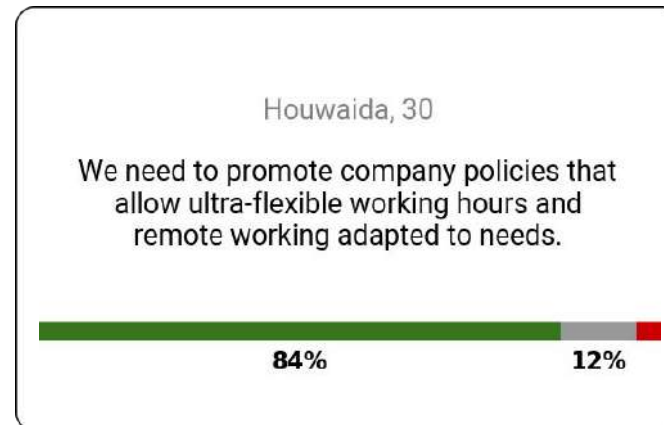 Houwaida, 30
We need to promote company policies that
allow ultra-flexible working hours and
remote working adapted to needs.
84%
12%